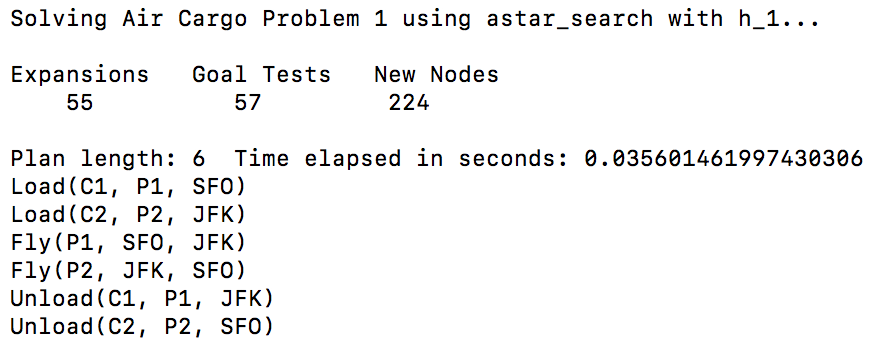 Solving Air Cargo Problem 1 using astar_search with h_1...
Expansions   Goal Tests   New Nodes
55          57          224
Plan length: 6  Time elapsed in seconds: 0.035601461997430306
Load(C1, P1, SFO)
Load(C2, P2, JFK)
Fly(P1, SFO, JFK)
Fly(P2, JFK, SFO)
Unload(C1, P1, JFK)
Unload(C2, P2, SFO)